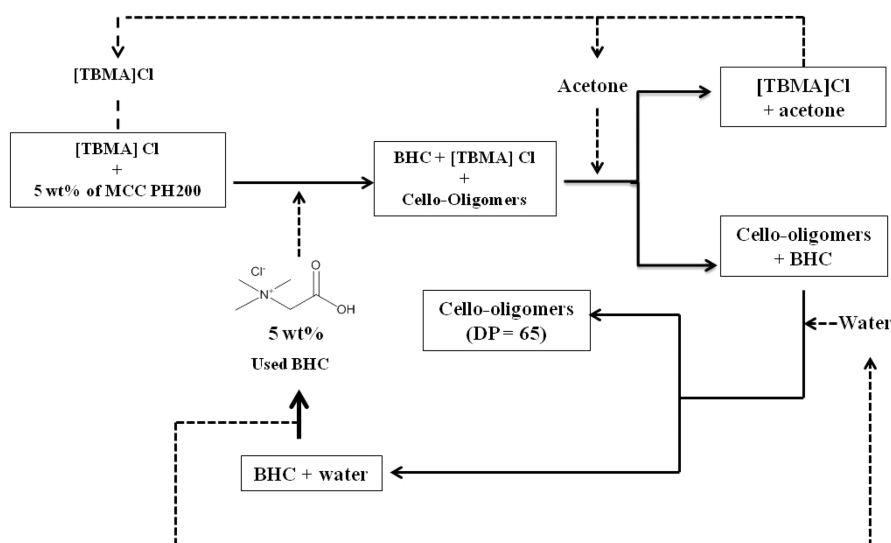 [TBMA]Cl
Acetone
[TBMA]Cl
+ acetone
[TBMA] Cl
+
5 wt% of MCC PH200
BHC + [TBMA] Cl
+
Cello-Oligomers
Cello-oligomers
+ BHC
Cl-
O
N+
OH
5 wt%
Used BHC
Cello-oligomers
(DP = 65)
Water
BHC + water